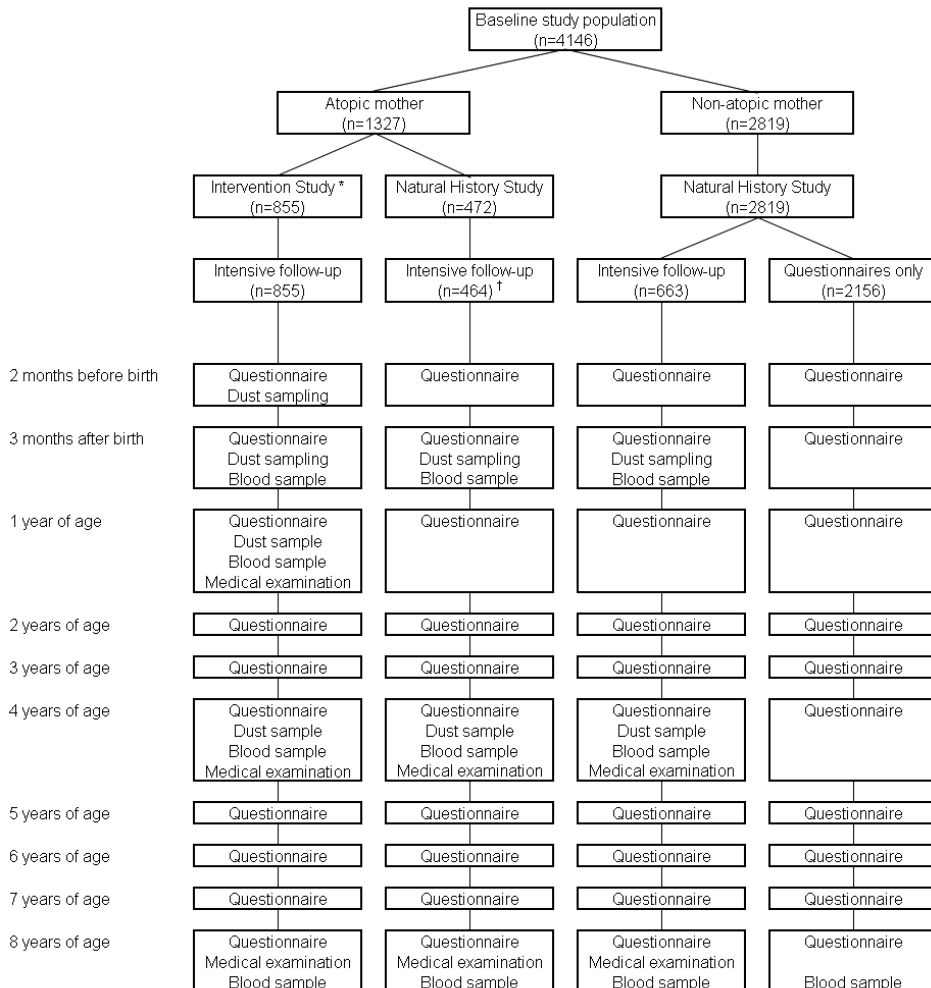 Baseline study population
(n=4146)
Atopic mother
(n=1327)
Non-atopic mother
(n=2819)
Intervention Study *
(n=855)
Natural History Study
(n=472)
Natural History Study
(n=2819)
Intensive follow-up
(n=855)
Intensive follow-up
(n=464) †
Intensive follow-up
(n=663)
Questionnaires only
(n=2156)
2 months before birth
Questionnaire
Dust sampling
Questionnaire
Questionnaire
Questionnaire
3 months after birth
Questionnaire
Dust sampling
Blood sample
Questionnaire
Dust sampling
Blood sample
Questionnaire
Dust sampling
Blood sample
Questionnaire
1 year of age
Questionnaire
Dust sample
Blood sample
Medical examination
Questionnaire
Questionnaire
Questionnaire
2 years of age
Questionnaire
Questionnaire
Questionnaire
Questionnaire
3 years of age
Questionnaire
Questionnaire
Questionnaire
Questionnaire
4 years of age
Questionnaire
Dust sample
Blood sample
Medical examination
Questionnaire
Dust sample
Blood sample
Medical examination
Questionnaire
Dust sample
Blood sample
Medical examination
Questionnaire
5 years of age
Questionnaire
Questionnaire
Questionnaire
Questionnaire
6 years of age
Questionnaire
Questionnaire
Questionnaire
Questionnaire
7 years of age
Questionnaire
Questionnaire
Questionnaire
Questionnaire
8 years of age
Questionnaire
Medical examination
Blood sample
Questionnaire
Medical examination
Blood sample
Questionnaire
Medical examination
Blood sample
Questionnaire
Blood sample